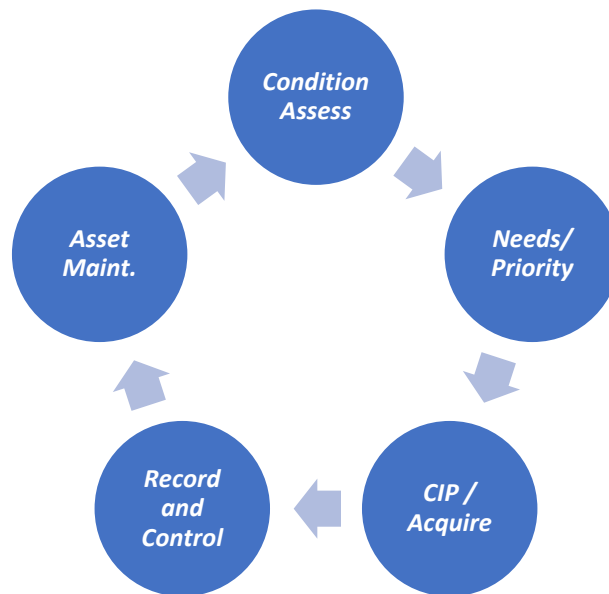 Condition
Assess
Needs/
Priority
CIP /
Acquire
Record
and
Control
Asset
Maint.